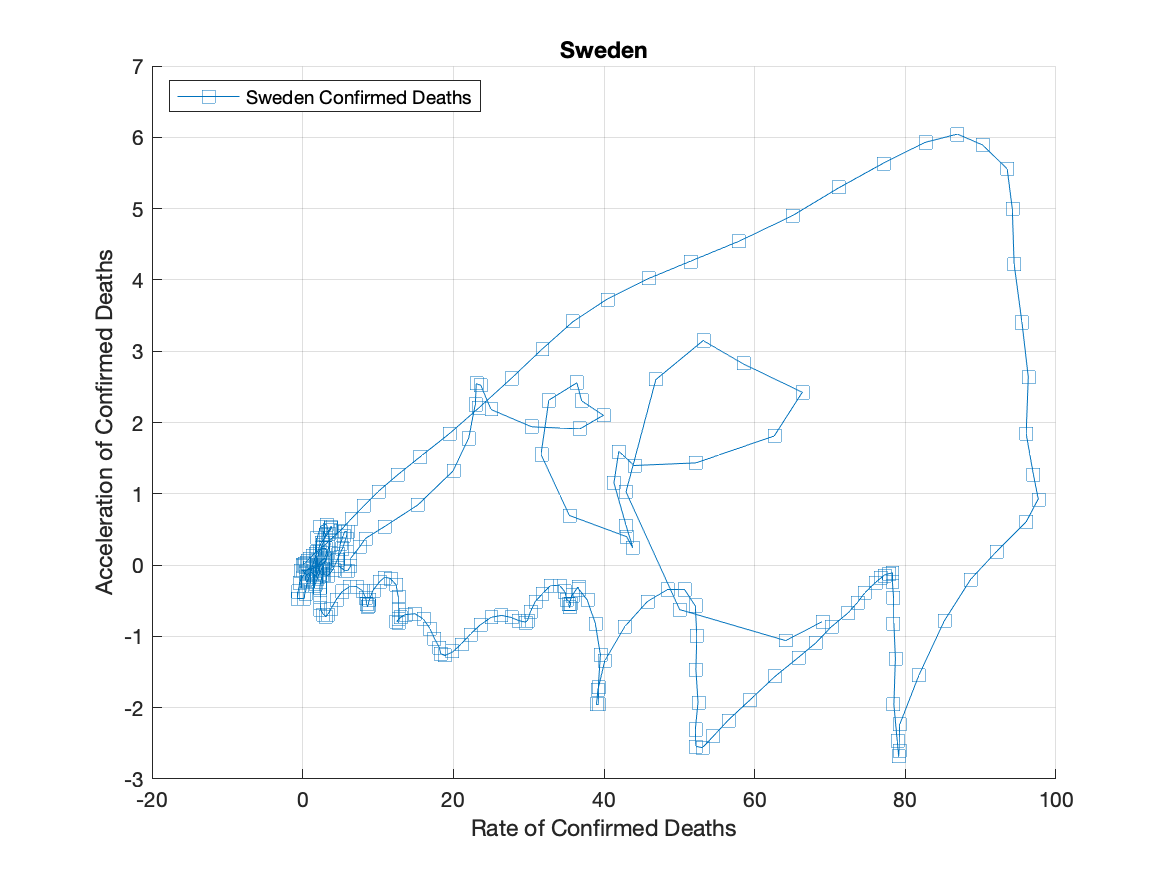 Sweden
Sweden Confirmed Deaths
7
6
5
4
3
2
1
0
-1
-2
-3
Acceleration of Confirmed Deaths
-20 0 20 40 60 80 100
Rate of Confirmed Deaths